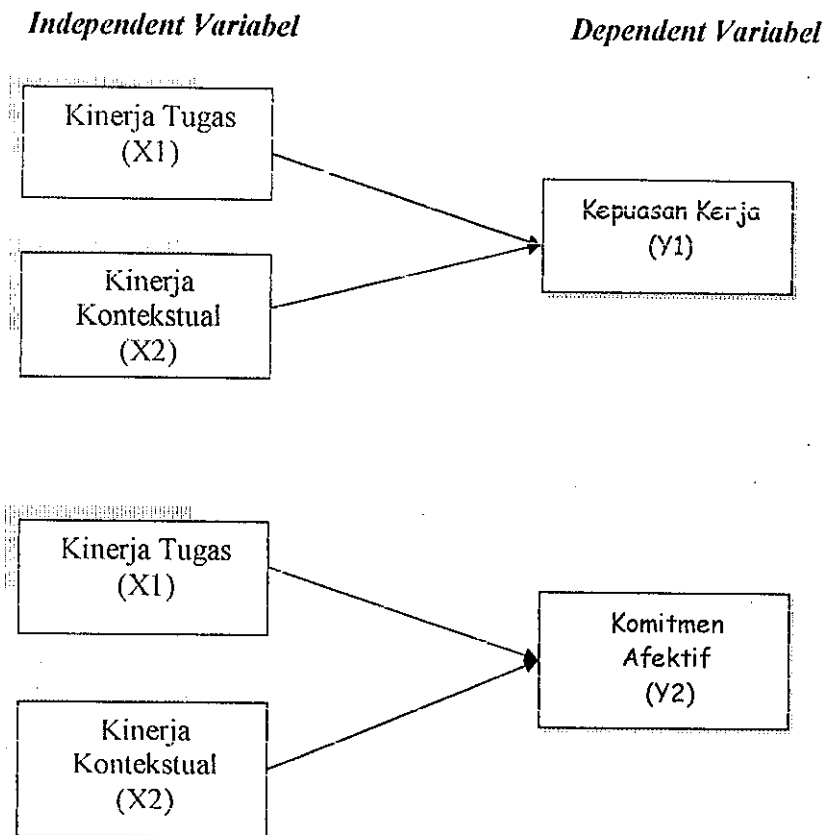 Independent Variabel
Dependent Variabel
Kinerja Tugas
(X1)
Kepuasan Kerja
(Y1)
Kinerja
Kontekstual
(X2)
Kinerja Tugas
(X1)
Komitmen
Afektif
(Y2)
Kinerja
Kontekstual
(X2)